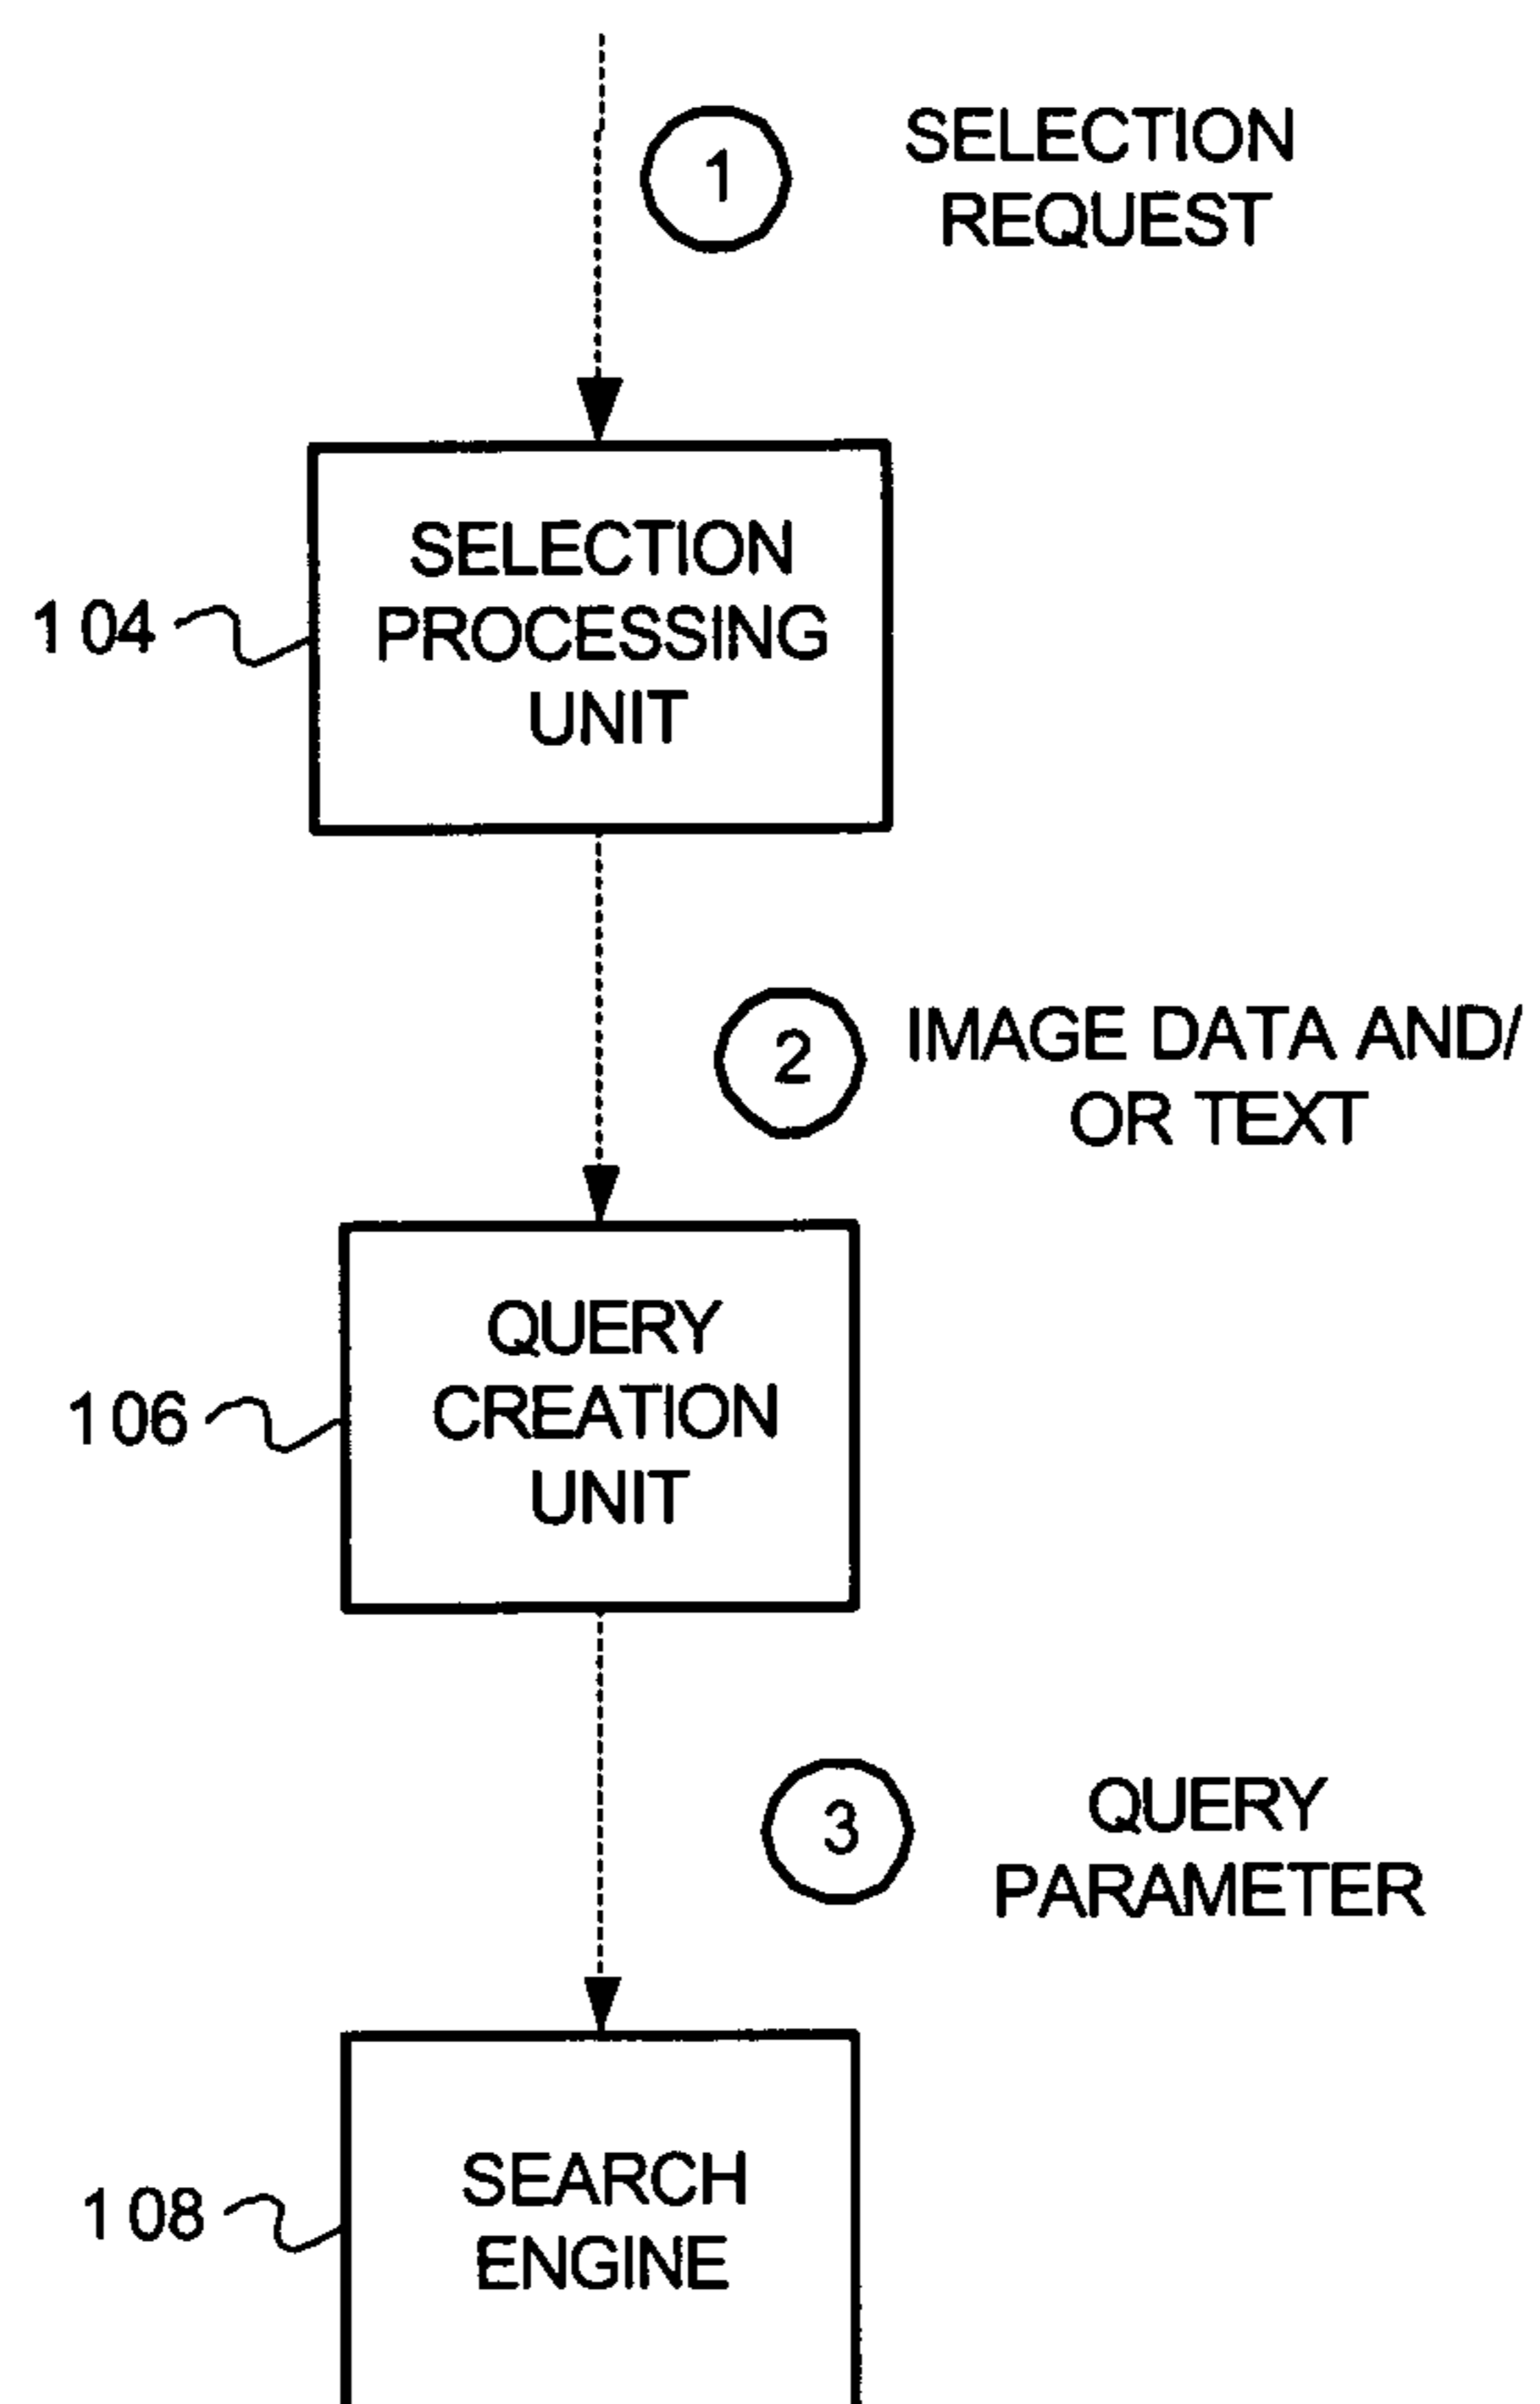 1
SELECTION
REQUEST
SELECTION
PROCESSING
UNIT
104
2
IMAGE DATA AND/
OR TEXT
QUERY
CREATION
UNIT
106
3
QUERY
PARAMETER
SEARCH
ENGINE
108